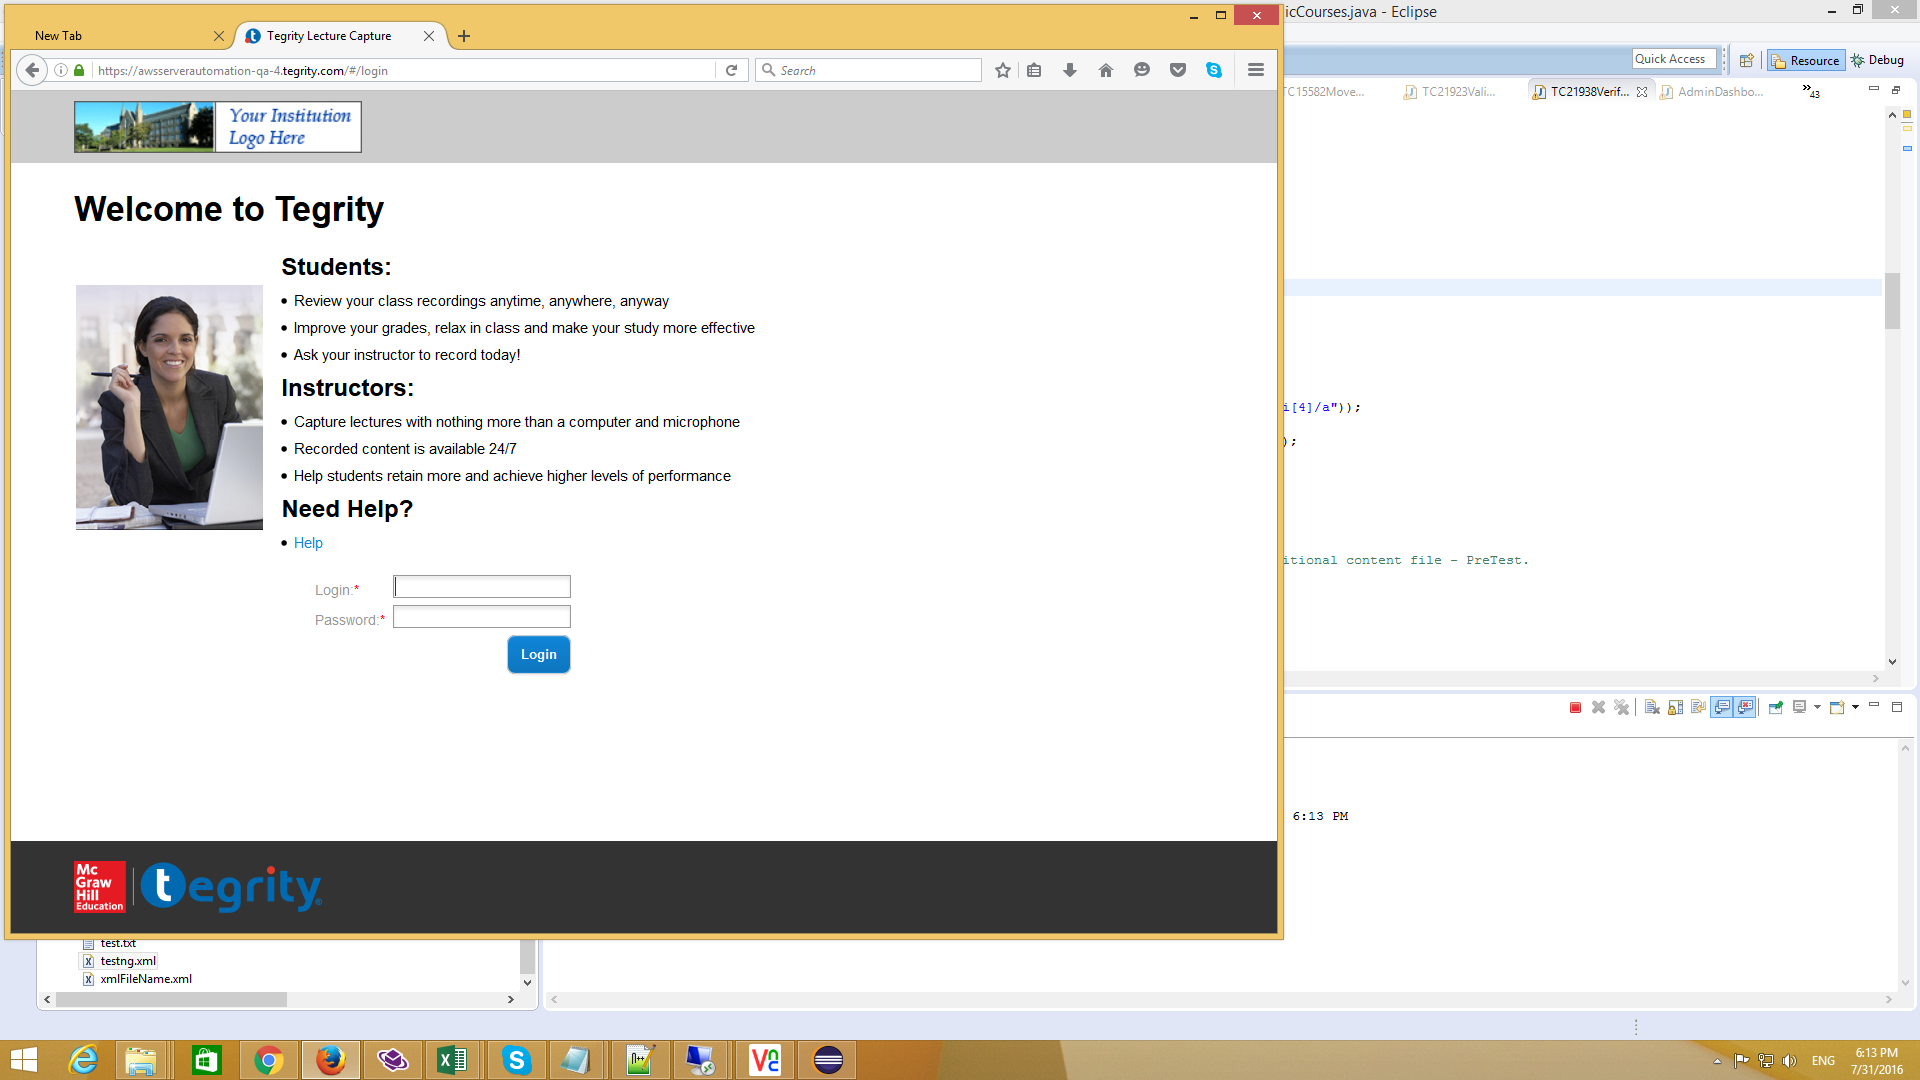 icCourses.java - Eclipse
New Tab
Tegrity Lecture Capture
https://awsserverautomation-qa-4.tegrity.com/#/login
Search
Quick Access
Resource
Debug
TC15582Move...
TC21923Vali...
TC21938Verif...
AdminDashbo...
»43
Your Institution
Logo Here
Welcome to Tegrity
Students:
• Review your class recordings anytime, anywhere, anyway
• Improve your grades, relax in class and make your study more effective
• Ask your instructor to record today!
Instructors:
• Capture lectures with nothing more than a computer and microphone
• Recorded content is available 24/7
• Help students retain more and achieve higher levels of performance
Need Help?
• Help
Login:*
Password:*
Login
i[4]/a"));
);
itional content file - PreTest.
6:13 PM
Mc
Graw
Hill
Education
tegrity
test.txt
testng.xml
xmlFileName.xml
ENG
6:13 PM
7/31/2016